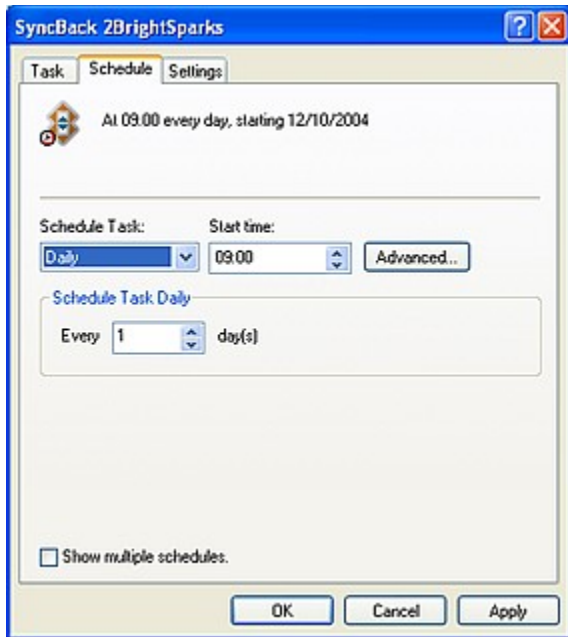 SyncBack 2BrightSparks
Task Schedule Settings
At 09:00 every day, starting 12/10/2004
Schedule Task: Start time:
Daily 09:00 Advanced...
Schedule Task Daily
Every 1 day(s)
Show multiple schedules.
OK Cancel Apply